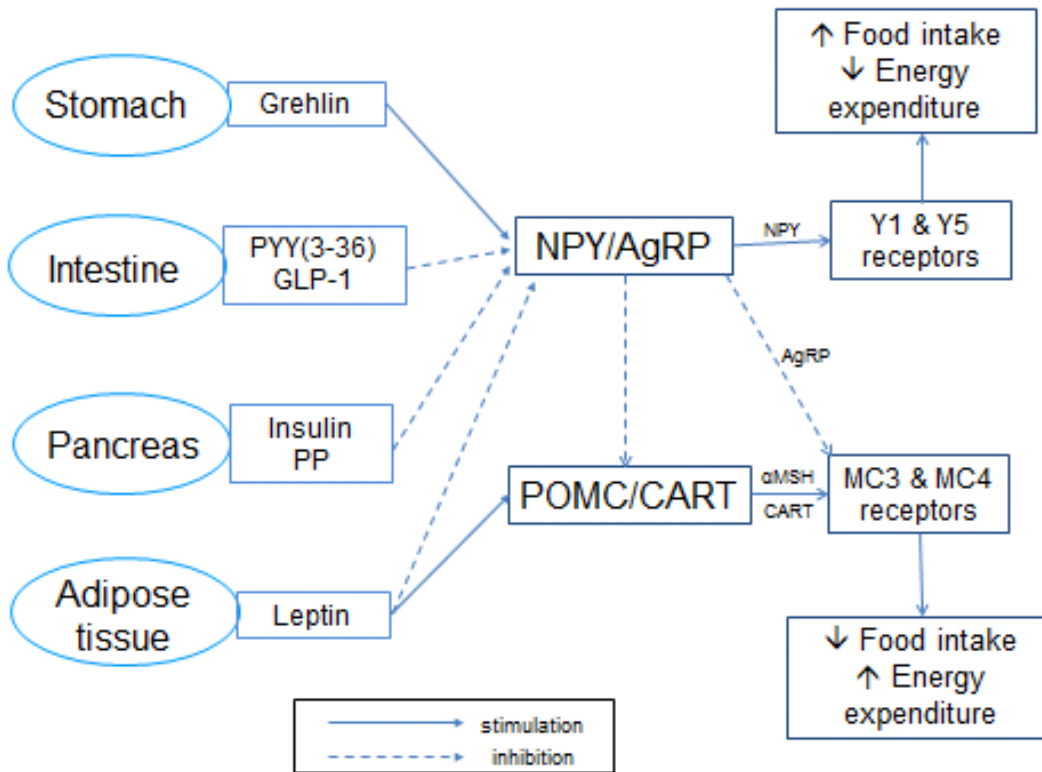 ↑ Food intake
↓ Energy
expenditure
Stomach
Grehlin
Intestine
PYY(3-36)
GLP-1
NPY/AgRP
NPY
Y1 & Y5
receptors
AgRP
Pancreas
Insulin
PP
POMC/CART
αMSH
CART
MC3 & MC4
receptors
Adipose
tissue
Leptin
↓ Food intake
↑ Energy
expenditure
stimulation
inhibition